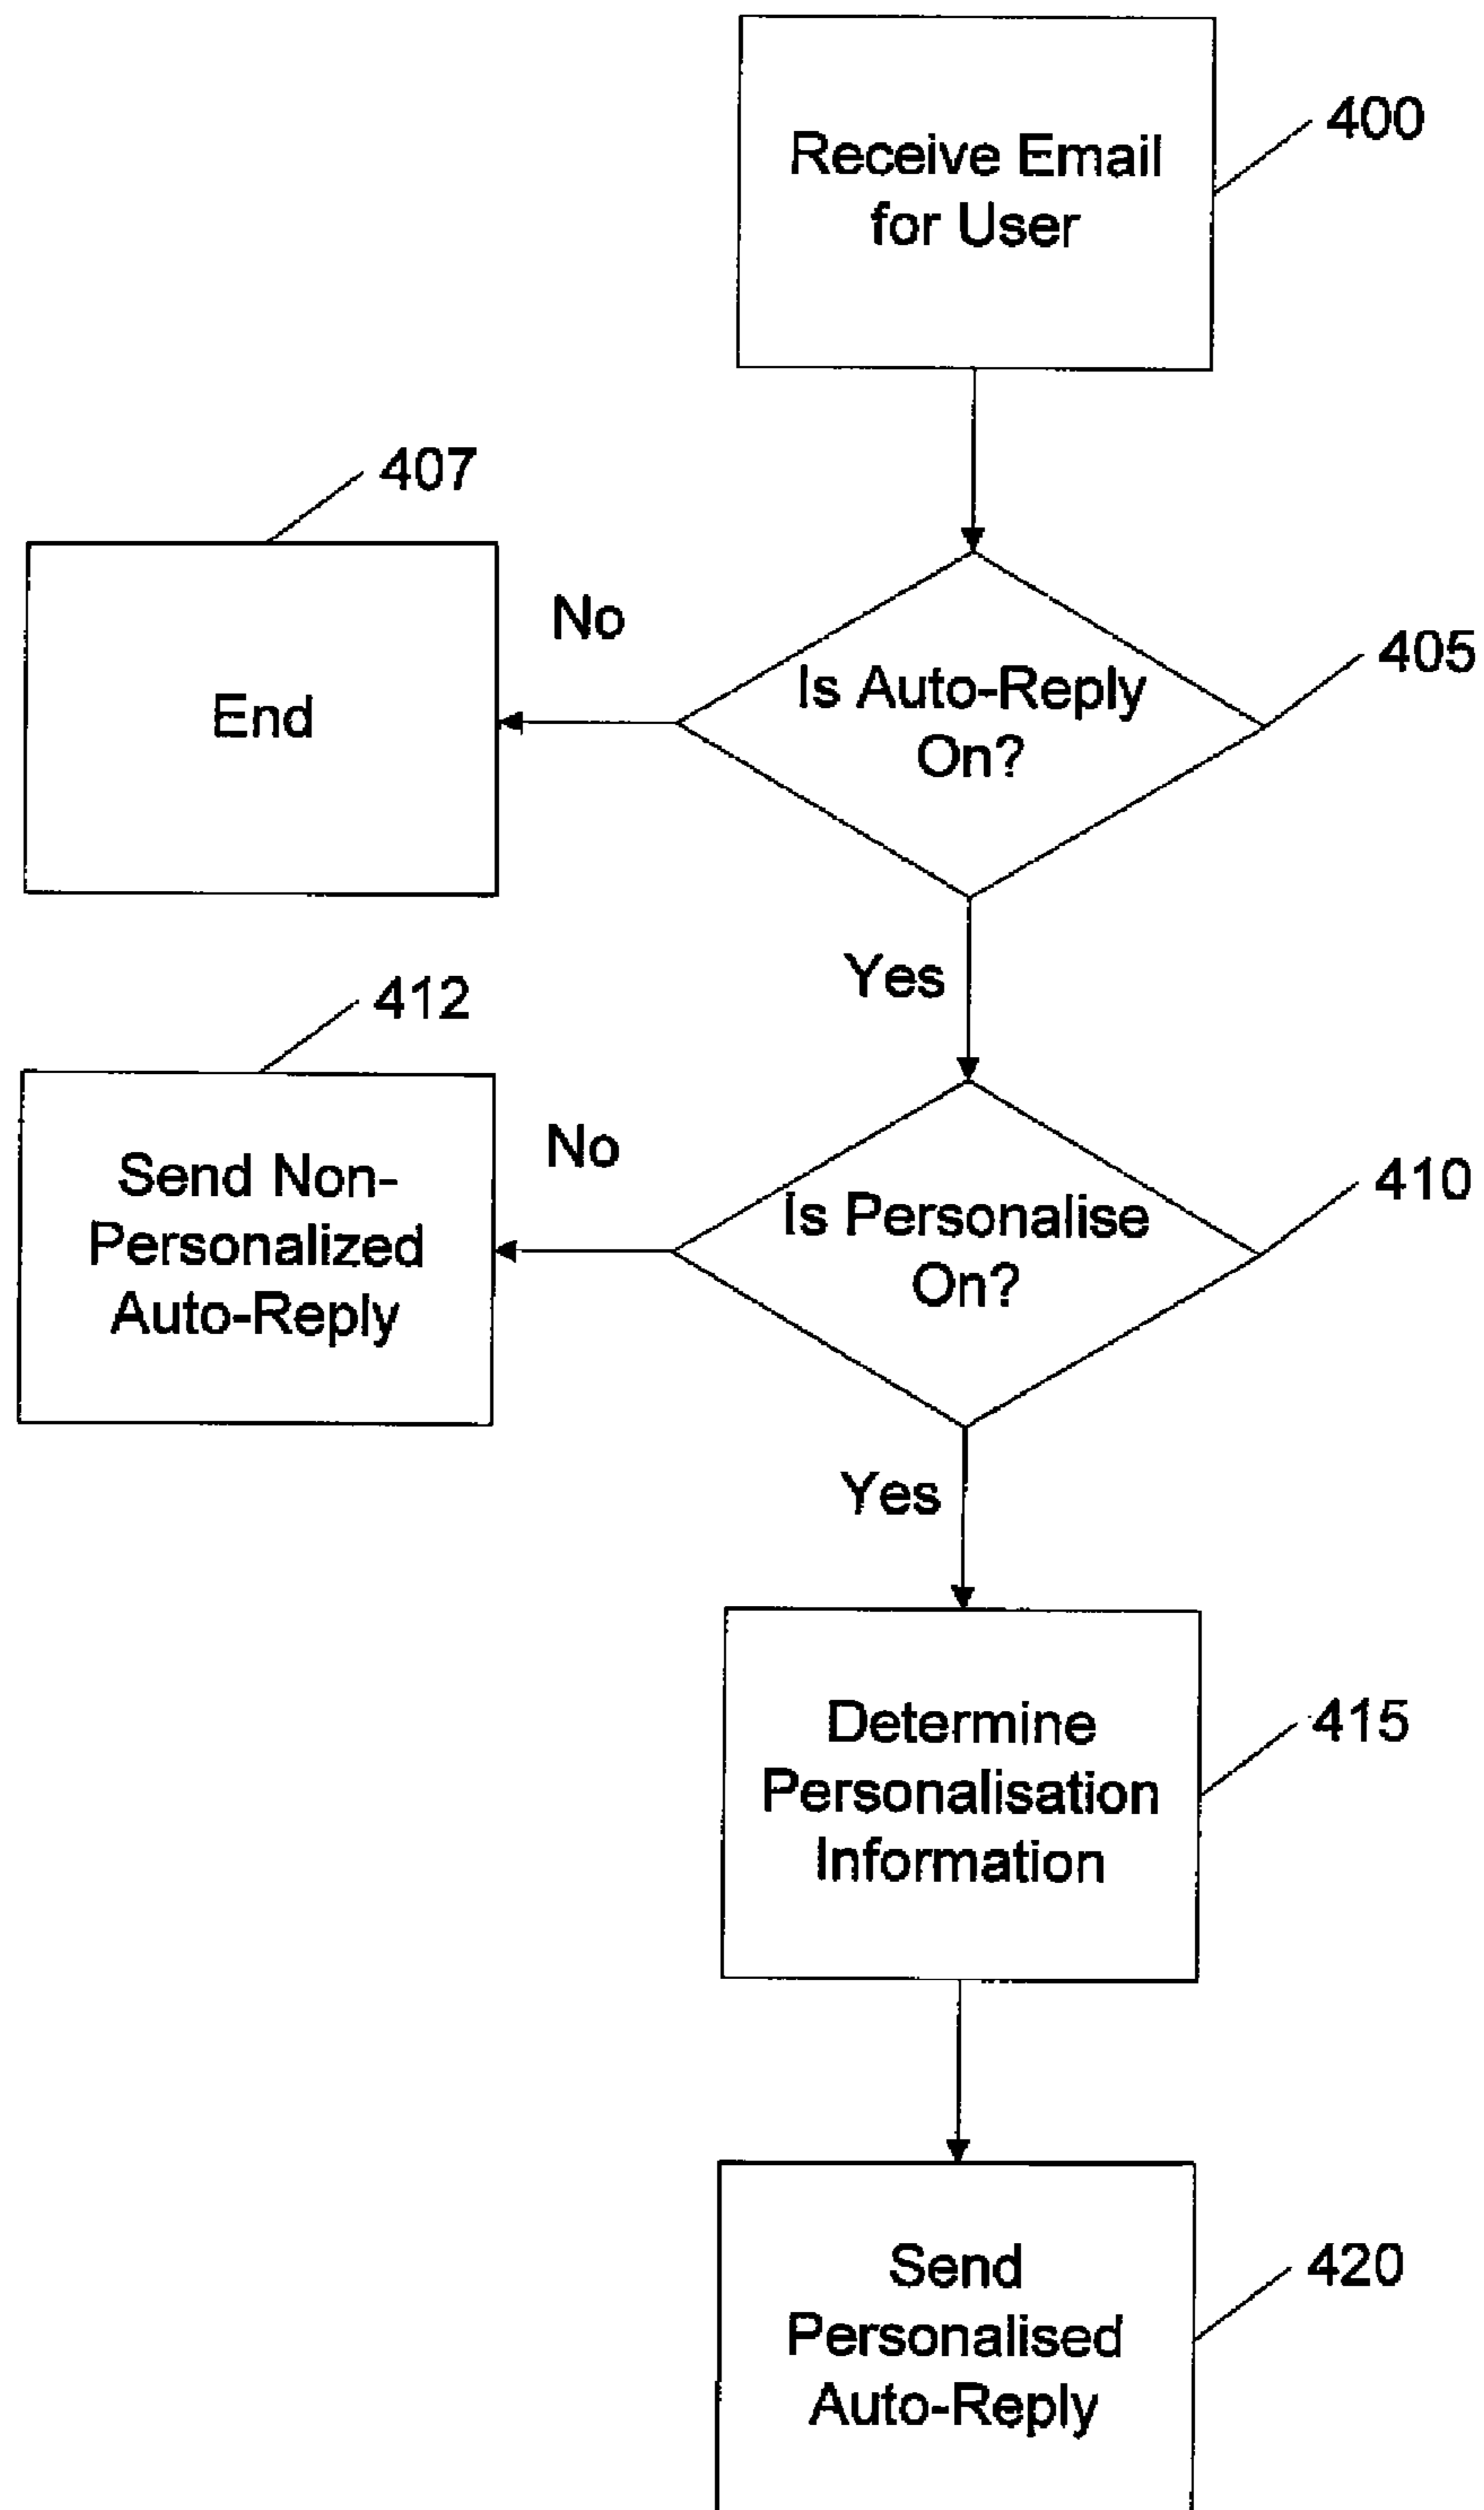 Receive Email
for User
400
407
End
No
Is Auto-Reply
On?
405
Yes
412
Send Non-
Personalized
Auto-Reply
No
Is Personalise
On?
410
Yes
Determine
Personalisation
Information
415
Send
Personalised
Auto-Reply
420